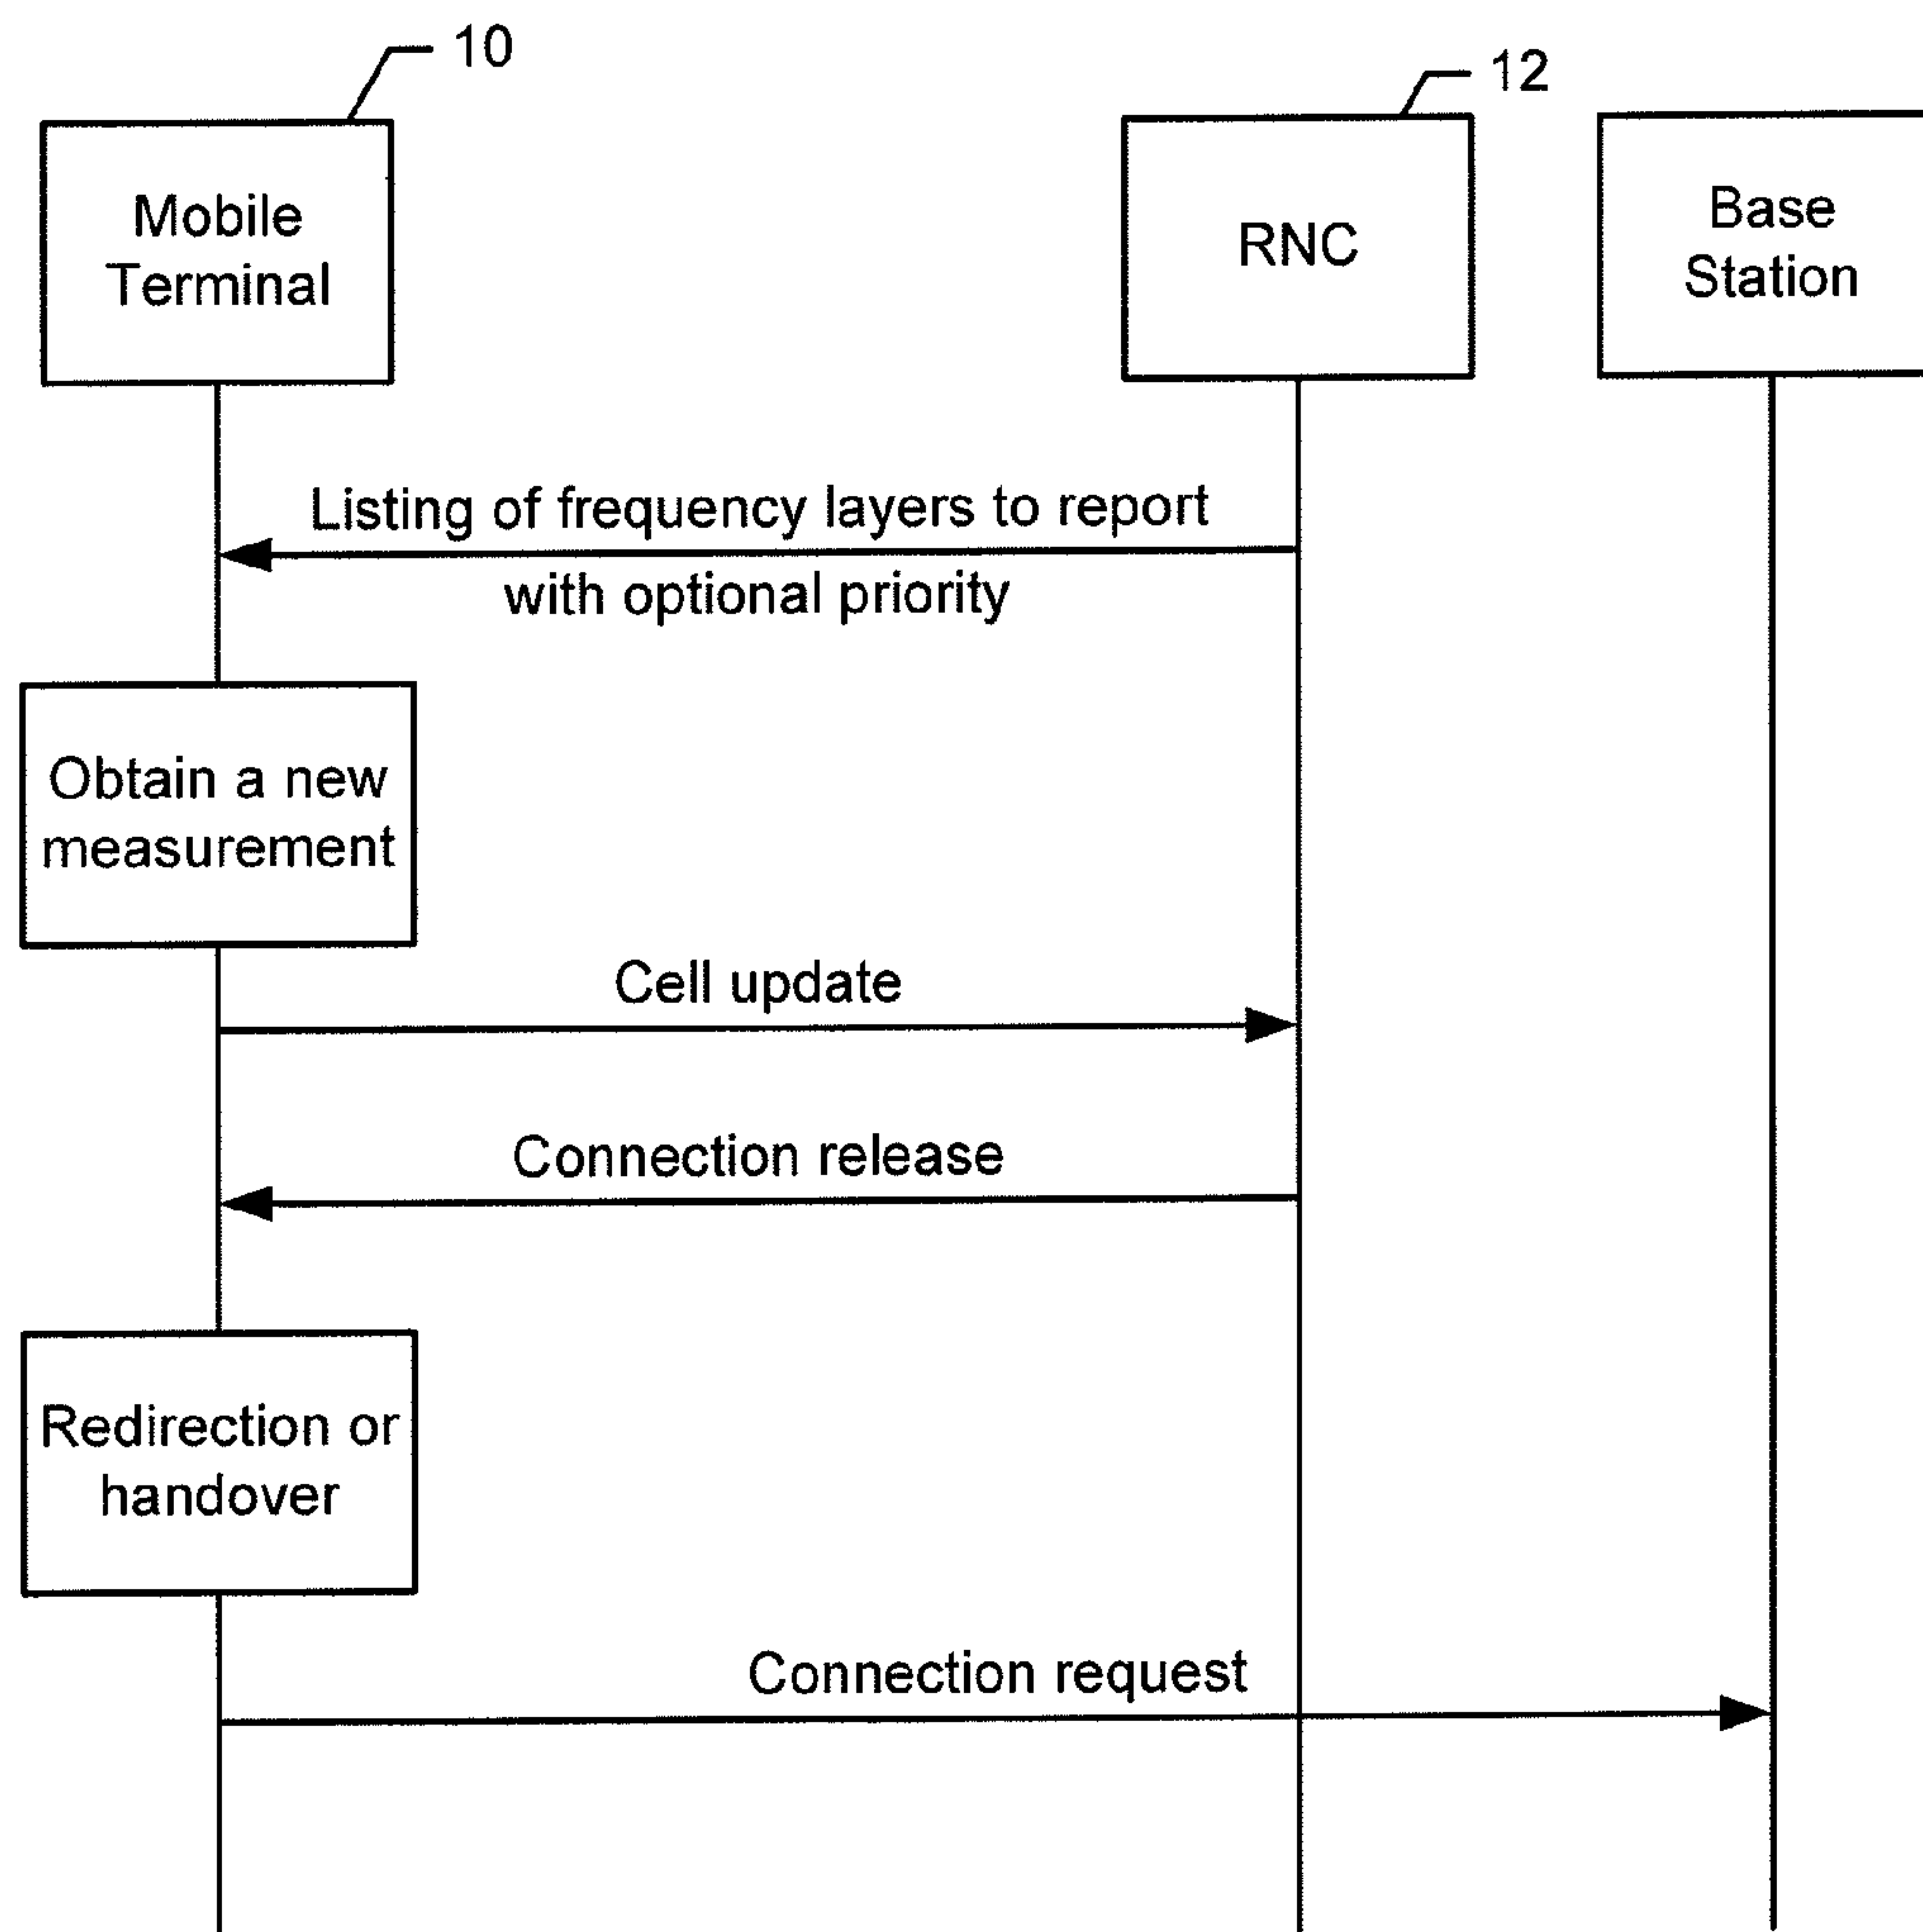 10
12
Mobile
Terminal
RNC
Base
Station
Listing of frequency layers to report
with optional priority
Obtain a new
measurement
Cell update
Connection release
Redirection or
handover
Connection request